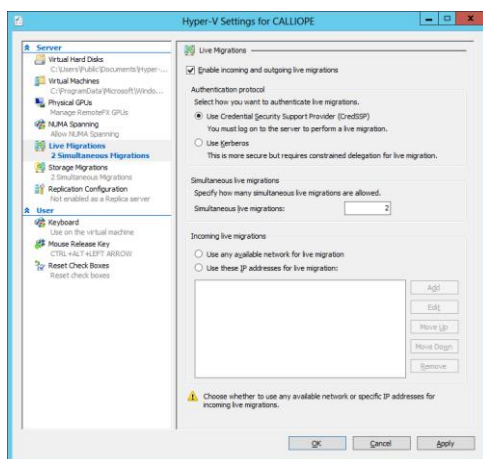 Hyper-V Settings for CALLIOPE
Server
Virtual Hard Disks
C:\Users\Public\Documents\Hyper-...
Virtual Machines
C:\ProgramData\Microsoft\Windo...
Physical GPUs
Manage RemoteFX GPUs
NUMA Spanning
Allow NUMA Spanning
Live Migrations
2 Simultaneous Migrations
Storage Migrations
2 Simultaneous Migrations
Replication Configuration
Not enabled as a Replica server
User
Keyboard
Use on the virtual machine
Mouse Release Key
CTRL+ALT+LEFT ARROW
Reset Check Boxes
Reset check boxes
Live Migrations
Enable incoming and outgoing live migrations
Authentication protocol
Select how you want to authenticate live migrations.
Use Credential Security Support Provider (CredSSP)
You must log on to the server to perform a live migration.
Use Kerberos
This is more secure but requires constrained delegation for live migration.
Simultaneous live migrations
Specify how many simultaneous live migrations are allowed.
Simultaneous live migrations: 2
Incoming live migrations
Use any available network for live migration
Use these IP addresses for live migration:
Add
Edit
Move Up
Move Down
Remove
Choose whether to use any available network or specific IP addresses for
incoming live migrations.
OK Cancel Apply